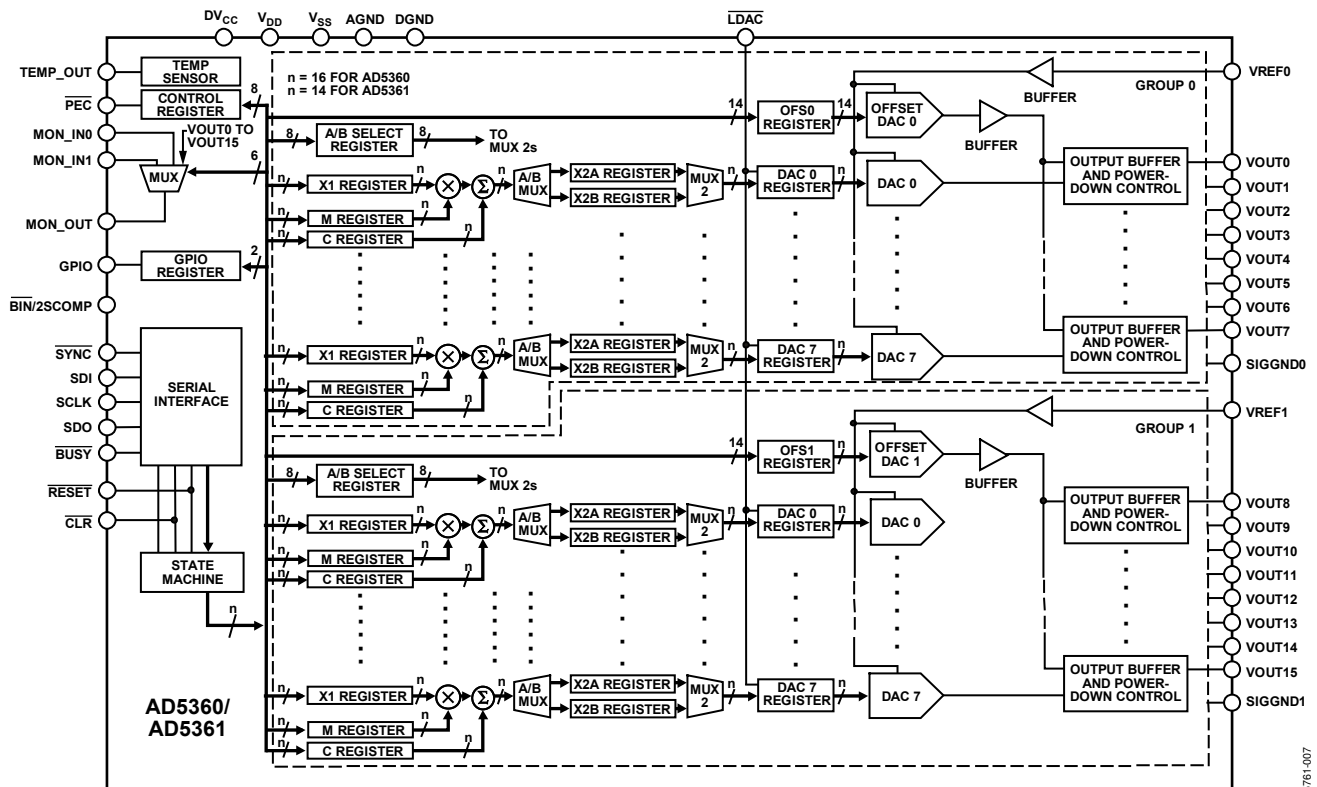 DVCC VDD VSS AGND DGND LDAC
TEMP_OUT
TEMP
SENSOR
n = 16 FOR AD5360
n = 14 FOR AD5361
BUFFER
GROUP 0
VREF0
PEC
CONTROL
REGISTER
8
14
OFS0
REGISTER
14
OFFSET
DAC 0
BUFFER
MON_IN0
VOUT0 TO
VOUT15
MON_IN1
MUX
6
8
A/B SELECT
REGISTER
8
TO
MUX 2s
n
X1 REGISTER
n
×
Σ
n
A/B
MUX
X2A REGISTER
X2B REGISTER
MUX
2
n
DAC 0
REGISTER
n
DAC 0
OUTPUT BUFFER
AND POWER-
DOWN CONTROL
VOUT0
VOUT1
n
M REGISTER
n
n
C REGISTER
n
MON_OUT
VOUT2
VOUT3
VOUT4
VOUT5
VOUT6
VOUT7
GPIO
GPIO
REGISTER
2
BIN/2SCOMP
n
X1 REGISTER
n
×
Σ
n
A/B
MUX
X2A REGISTER
X2B REGISTER
MUX
2
n
DAC 7
REGISTER
n
DAC 7
OUTPUT BUFFER
AND POWER-
DOWN CONTROL
n
M REGISTER
n
n
C REGISTER
n
SIGGND0
SYNC
SDI
SCLK
SDO
BUSY
SERIAL
INTERFACE
RESET
CLR
STATE
MACHINE
n
VREF1
GROUP 1
14
OFS1
REGISTER
n
OFFSET
DAC 1
BUFFER
8
A/B SELECT
REGISTER
8
TO
MUX 2s
n
X1 REGISTER
n
×
Σ
n
A/B
MUX
X2A REGISTER
X2B REGISTER
MUX
2
n
DAC 0
REGISTER
n
DAC 0
OUTPUT BUFFER
AND POWER-
DOWN CONTROL
n
M REGISTER
n
n
C REGISTER
n
VOUT8
VOUT9
VOUT10
VOUT11
VOUT12
VOUT13
VOUT14
VOUT15
n
X1 REGISTER
n
×
Σ
n
A/B
MUX
X2A REGISTER
X2B REGISTER
MUX
2
n
DAC 7
REGISTER
n
DAC 7
OUTPUT BUFFER
AND POWER-
DOWN CONTROL
n
M REGISTER
n
n
C REGISTER
n
SIGGND1
AD5360/
AD5361